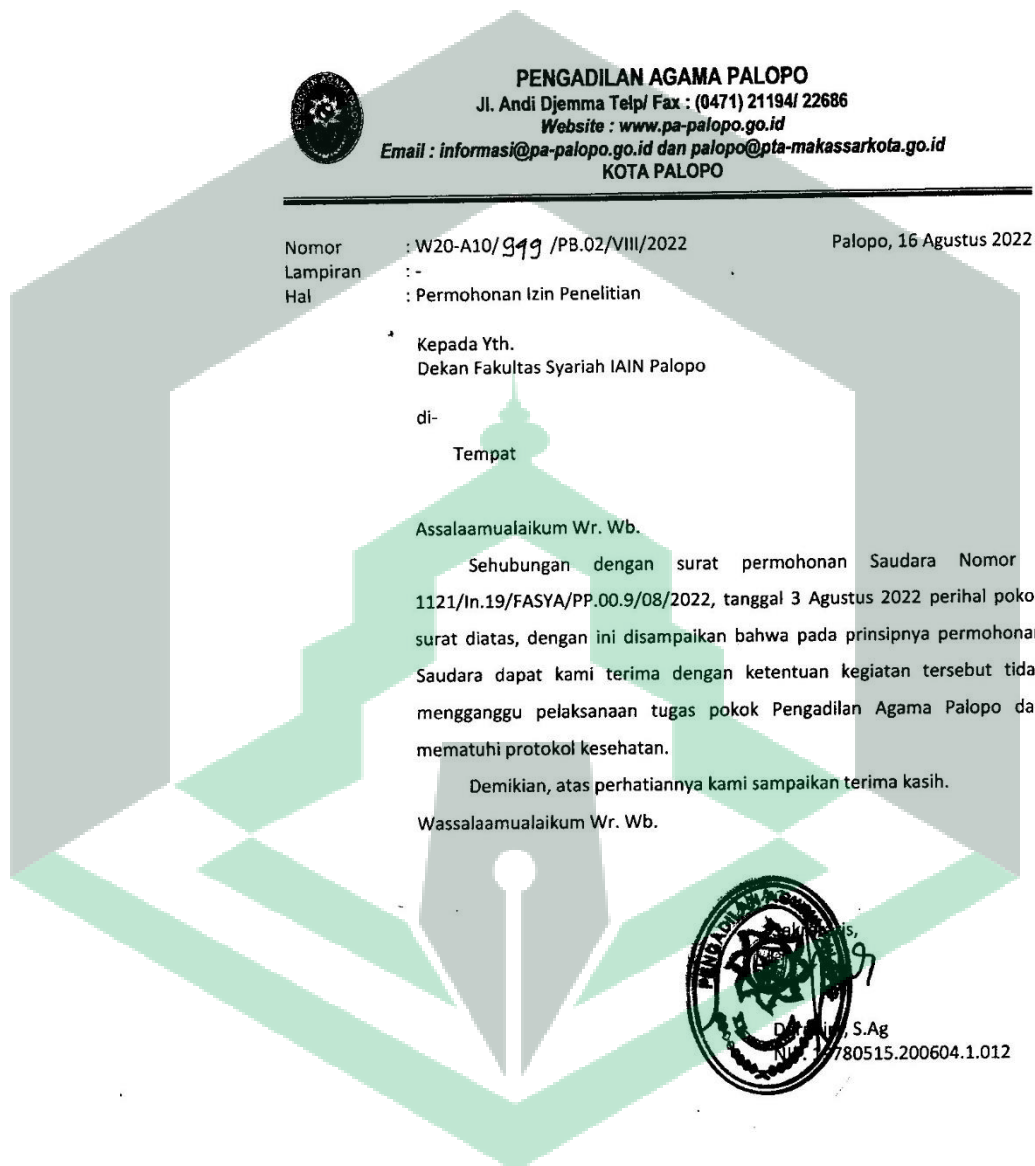 PENGADILAN AGAMA PALOPO
Jl. Andi Djemma Telp/ Fax : (0471) 21194/ 22686
Website : www.pa-palopo.go.id
Email : informasi@pa-palopo.go.id dan palopo@pta-makassarkota.go.id
KOTA PALOPO
Nomor : W20-A10/ 949 /PB.02/VIII/2022 Palopo, 16 Agustus 2022
Lampiran : -
Hal : Permohonan Izin Penelitian
Kepada Yth.
Dekan Fakultas Syariah IAIN Palopo
di-
Tempat
Assalaamualaikum Wr. Wb.
Sehubungan dengan surat permohonan Saudara Nomor
1121/In.19/FASYA/PP.00.9/08/2022, tanggal 3 Agustus 2022 perihal poko
surat diatas, dengan ini disampaikan bahwa pada prinsipnya permohonan
Saudara dapat kami terima dengan ketentuan kegiatan tersebut tida
mengganggu pelaksanaan tugas pokok Pengadilan Agama Palopo da
mematuhi protokol kesehatan.
Demikian, atas perhatiannya kami sampaikan terima kasih.
Wassalaamualaikum Wr. Wb.
PENGADILAN
S.Ag
780515.200604.1.012